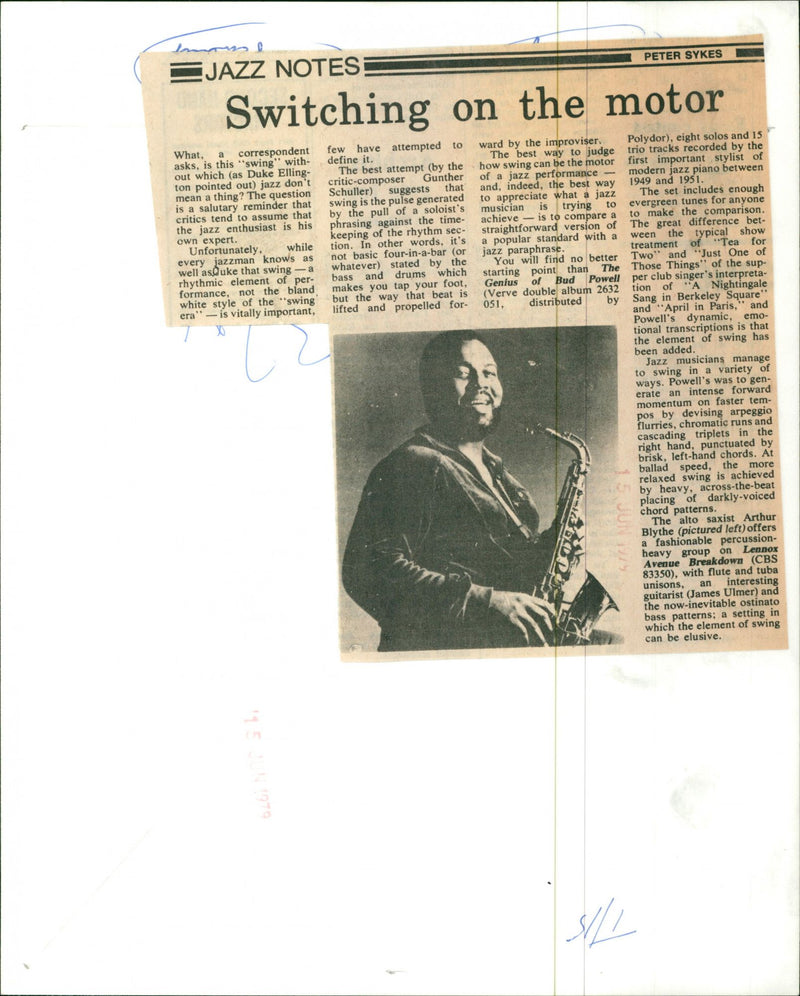 JAZZ NOTES
PETER SYKES
Switching on the motor
What, a correspondent
asks, is this "swing" with-
out which (as Duke Elling-
ton pointed out) jazz don't
mean a thing? The question
is a salutary reminder that
critics tend to assume that
the jazz enthusiast is his
own expert.
Unfortunately, while
every jazzman knows as
well as Duke that swing — a
rhythmic element of per-
formance, not the bland
white style of the "swing
era" — is vitally important,
few have attempted to
define it.
The best attempt (by the
critic-composer Gunther
Schuller) suggests that
swing is the pulse generated
by the pull of a soloist's
phrasing against the time-
keeping of the rhythm sec-
tion. In other words, it's
not basic four-in-a-bar (or
whatever) stated by the
bass and drums which
makes you tap your foot,
but the way that beat is
lifted and propelled for-
ward by the improviser.
The best way to judge
how swing can be the motor
of a jazz performance —
and, indeed, the best way
to appreciate what a jazz
musician is trying to
achieve — is to compare a
straightforward version of
a popular standard with a
jazz paraphrase.
You will find no better
starting point than The
Genius of Bud Powell
(Verve double album 2632
051, distributed by
Polydor), eight solos and 15
trio tracks recorded by the
first important stylist of
modern jazz piano between
1949 and 1951.
The set includes enough
evergreen tunes for anyone
to make the comparison.
The great difference bet-
ween the typical show
treatment of "Tea for
Two" and "Just One of
Those Things" of the sup-
per club singer's interpreta-
tion of "A Nightingale
Sang in Berkeley Square"
and "April in Paris," and
Powell's dynamic, emo-
tional transcriptions is that
the element of swing has
been added.
Jazz musicians manage
to swing in a variety of
ways. Powell's was to gen-
erate an intense forward
momentum on faster tem-
pos by devising arpeggio
flurries, chromatic runs and
cascading triplets in the
right hand, punctuated by
brisk, left-hand chords. At
ballad speed, the more
relaxed swing is achieved
by heavy, across-the-beat
placing of darkly-voiced
chord patterns.
The alto saxist Arthur
Blythe (pictured left) offers
a fashionable percussion-
heavy group on Lennox
Avenue Breakdown (CBS
83350), with flute and tuba
unisons, an interesting
guitarist (James Ulmer) and
the now-inevitable ostinato
bass patterns; a setting in
which the element of swing
can be elusive.
15 JUN 1979
15 JUN 1979